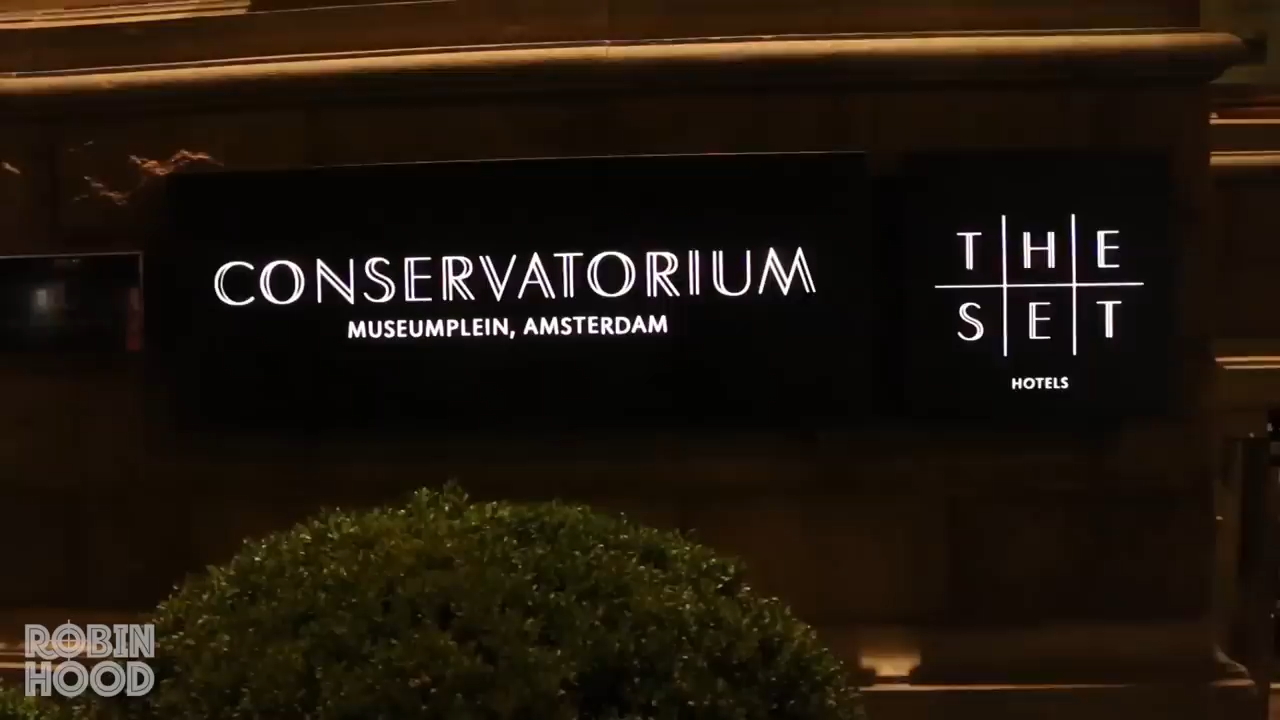 CONSERVATORIUM
MUSEUMPLEIN, AMSTERDAM
THE
SET
HOTELS
ROBIN
HOOD